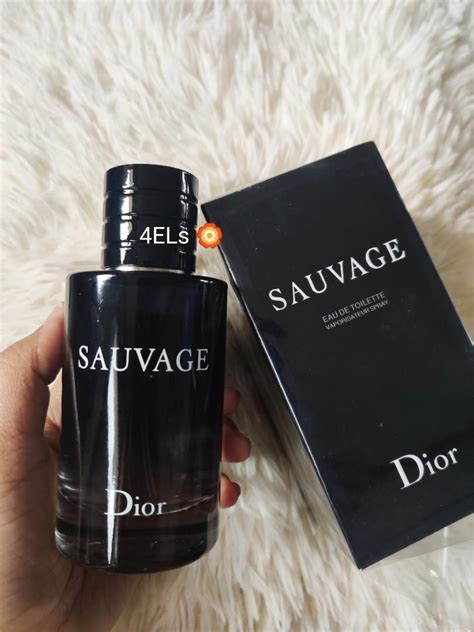 4ELs
SAUVAGE
Dior
SAUVAGE
EAU DE TOILETTE
VAPORISATEUR SPRAY
Dior